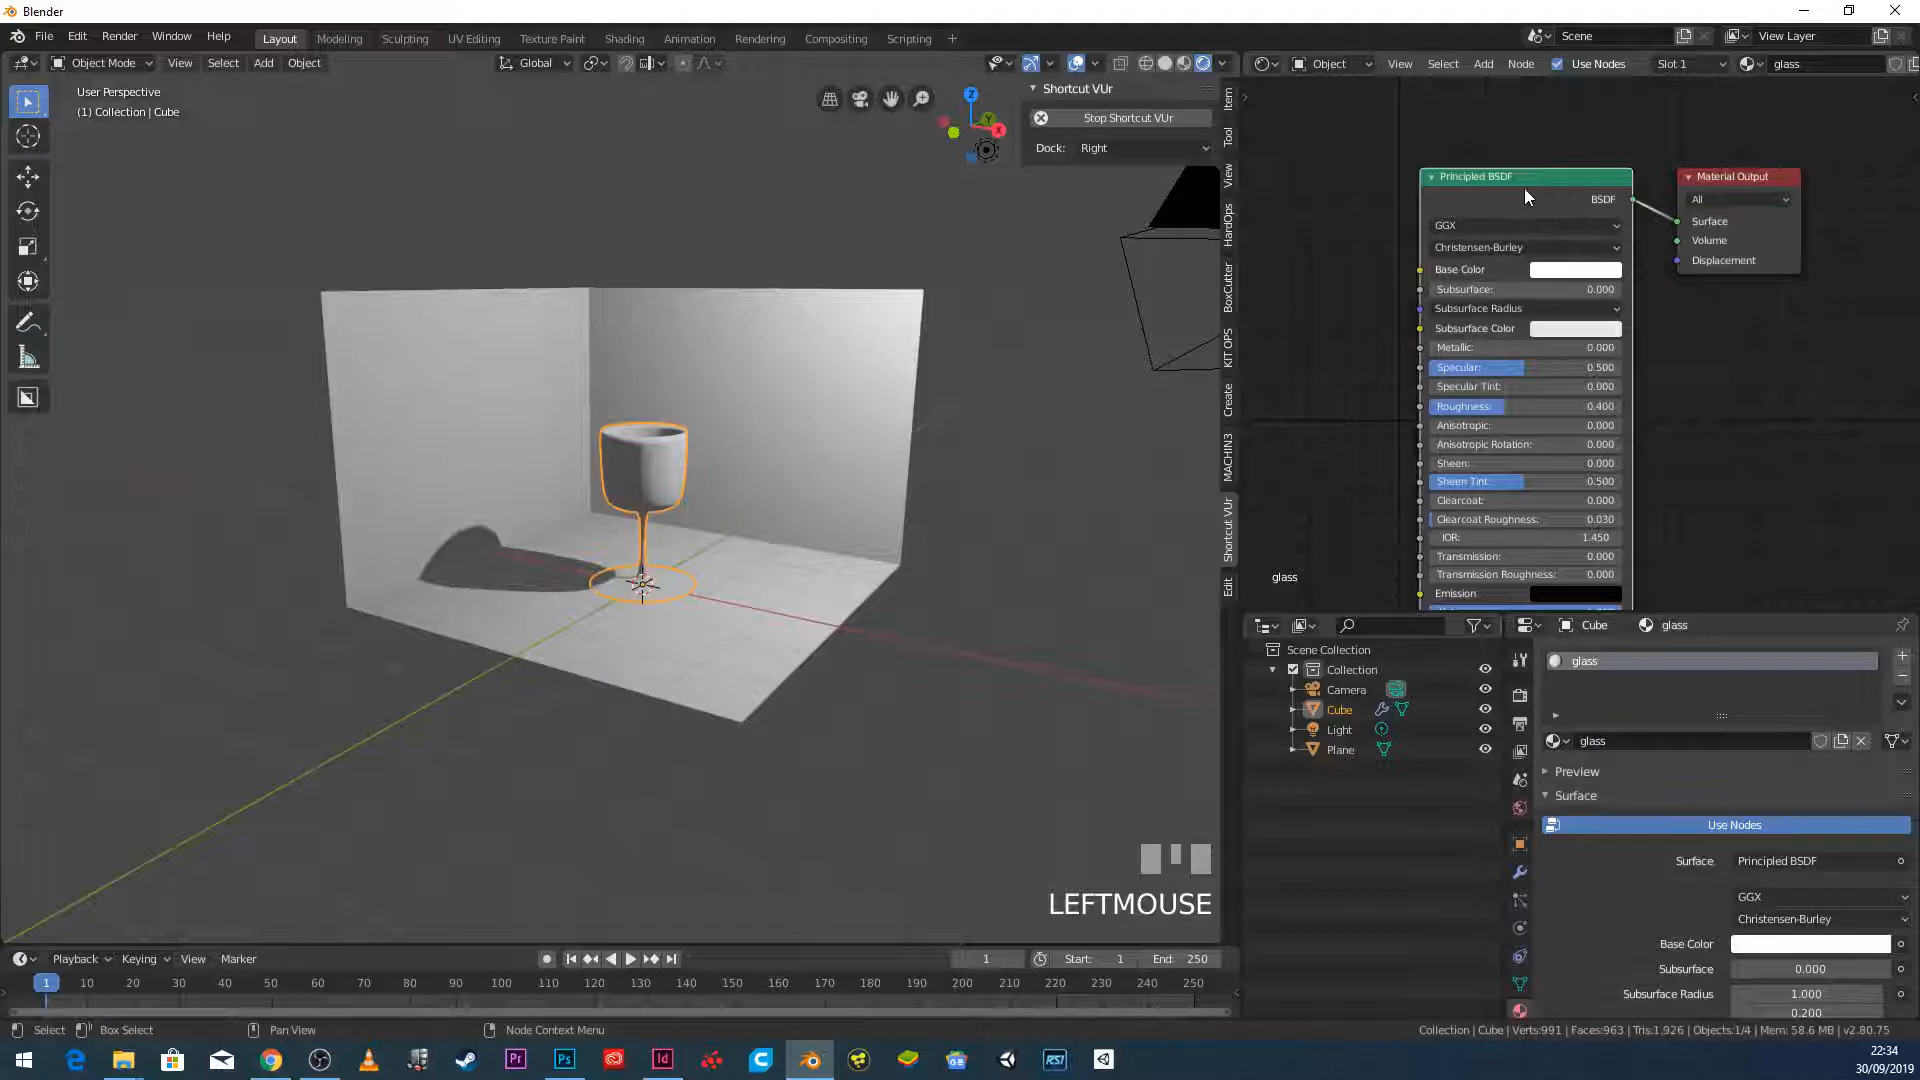 Blender
File Edit Render Window Help
Layout Modeling Sculpting UV Editing Texture Paint Shading Animation Rendering Compositing Scripting
Scene View Layer
Object Mode View Select Add Object Global
Object View Select Add Node Use Nodes Slot 1 glass
User Perspective
(1) Collection | Cube
Shortcut VUr
Stop Shortcut VUr
Dock: Right
Item
Tool
View
HardOps
BoxCutter
KIT OPS
Create
MACHIN3
Shortcut VUr
Edit
Z
Y
X
Principled BSDF
BSDF
GGX
Christensen-Burley
Base Color
Subsurface: 0.000
Subsurface Radius
Subsurface Color
Metallic: 0.000
Specular: 0.500
Specular Tint: 0.000
Roughness: 0.400
Anisotropic: 0.000
Anisotropic Rotation: 0.000
Sheen: 0.000
Sheen Tint: 0.500
Clearcoat: 0.000
Clearcoat Roughness: 0.030
IOR: 1.450
Transmission: 0.000
Transmission Roughness: 0.000
Emission
Material Output
All
Surface
Volume
Displacement
glass
Scene Collection
Collection
Camera
Cube
Light
Plane
Cube glass
glass
glass
Preview
Surface
Use Nodes
Surface Principled BSDF
GGX
Christensen-Burley
Base Color
Subsurface 0.000
Subsurface Radius 1.000
0.200
LEFTMOUSE
Playback Keying View Marker 1 Start: 1 End: 250
1 10 20 30 40 50 60 70 80 90 100 110 120 130 140 150 160 170 180 190 200 210 220 230 240 250
Select Box Select Pan View Node Context Menu
Collection | Cube | Verts:991 | Faces:963 | Tris:1,926 | Objects:1/4 | Mem: 58.6 MB | v2.80.75
Pr Ps Id GE RSI
22:34
30/09/2019